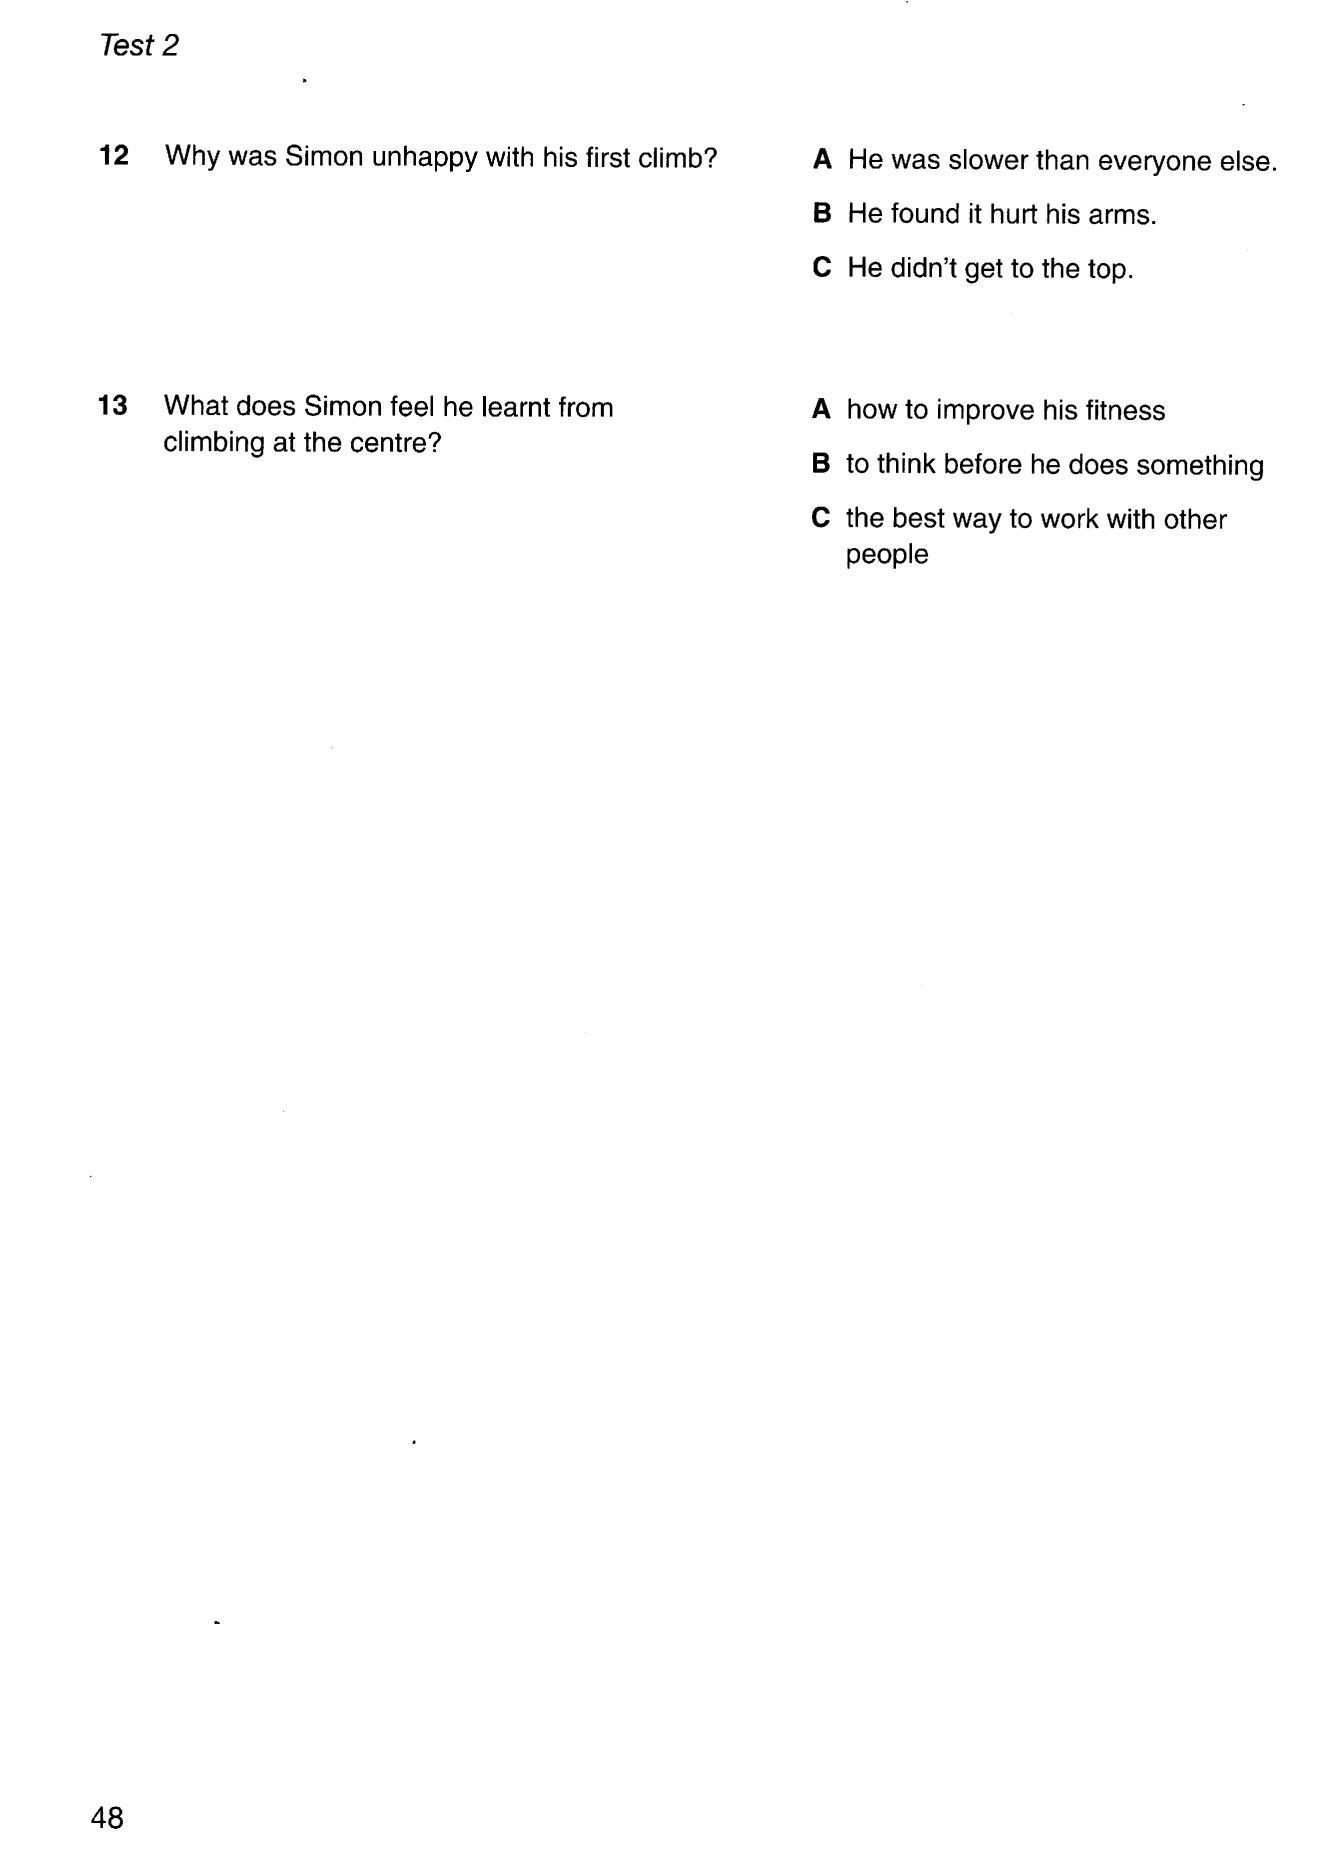 Test 2
12 Why was Simon unhappy with his first climb?
A He was slower than everyone else.
B He found it hurt his arms.
C He didn't get to the top.
13 What does Simon feel he learnt from
climbing at the centre?
A how to improve his fitness
B to think before he does something
C the best way to work with other
people
48